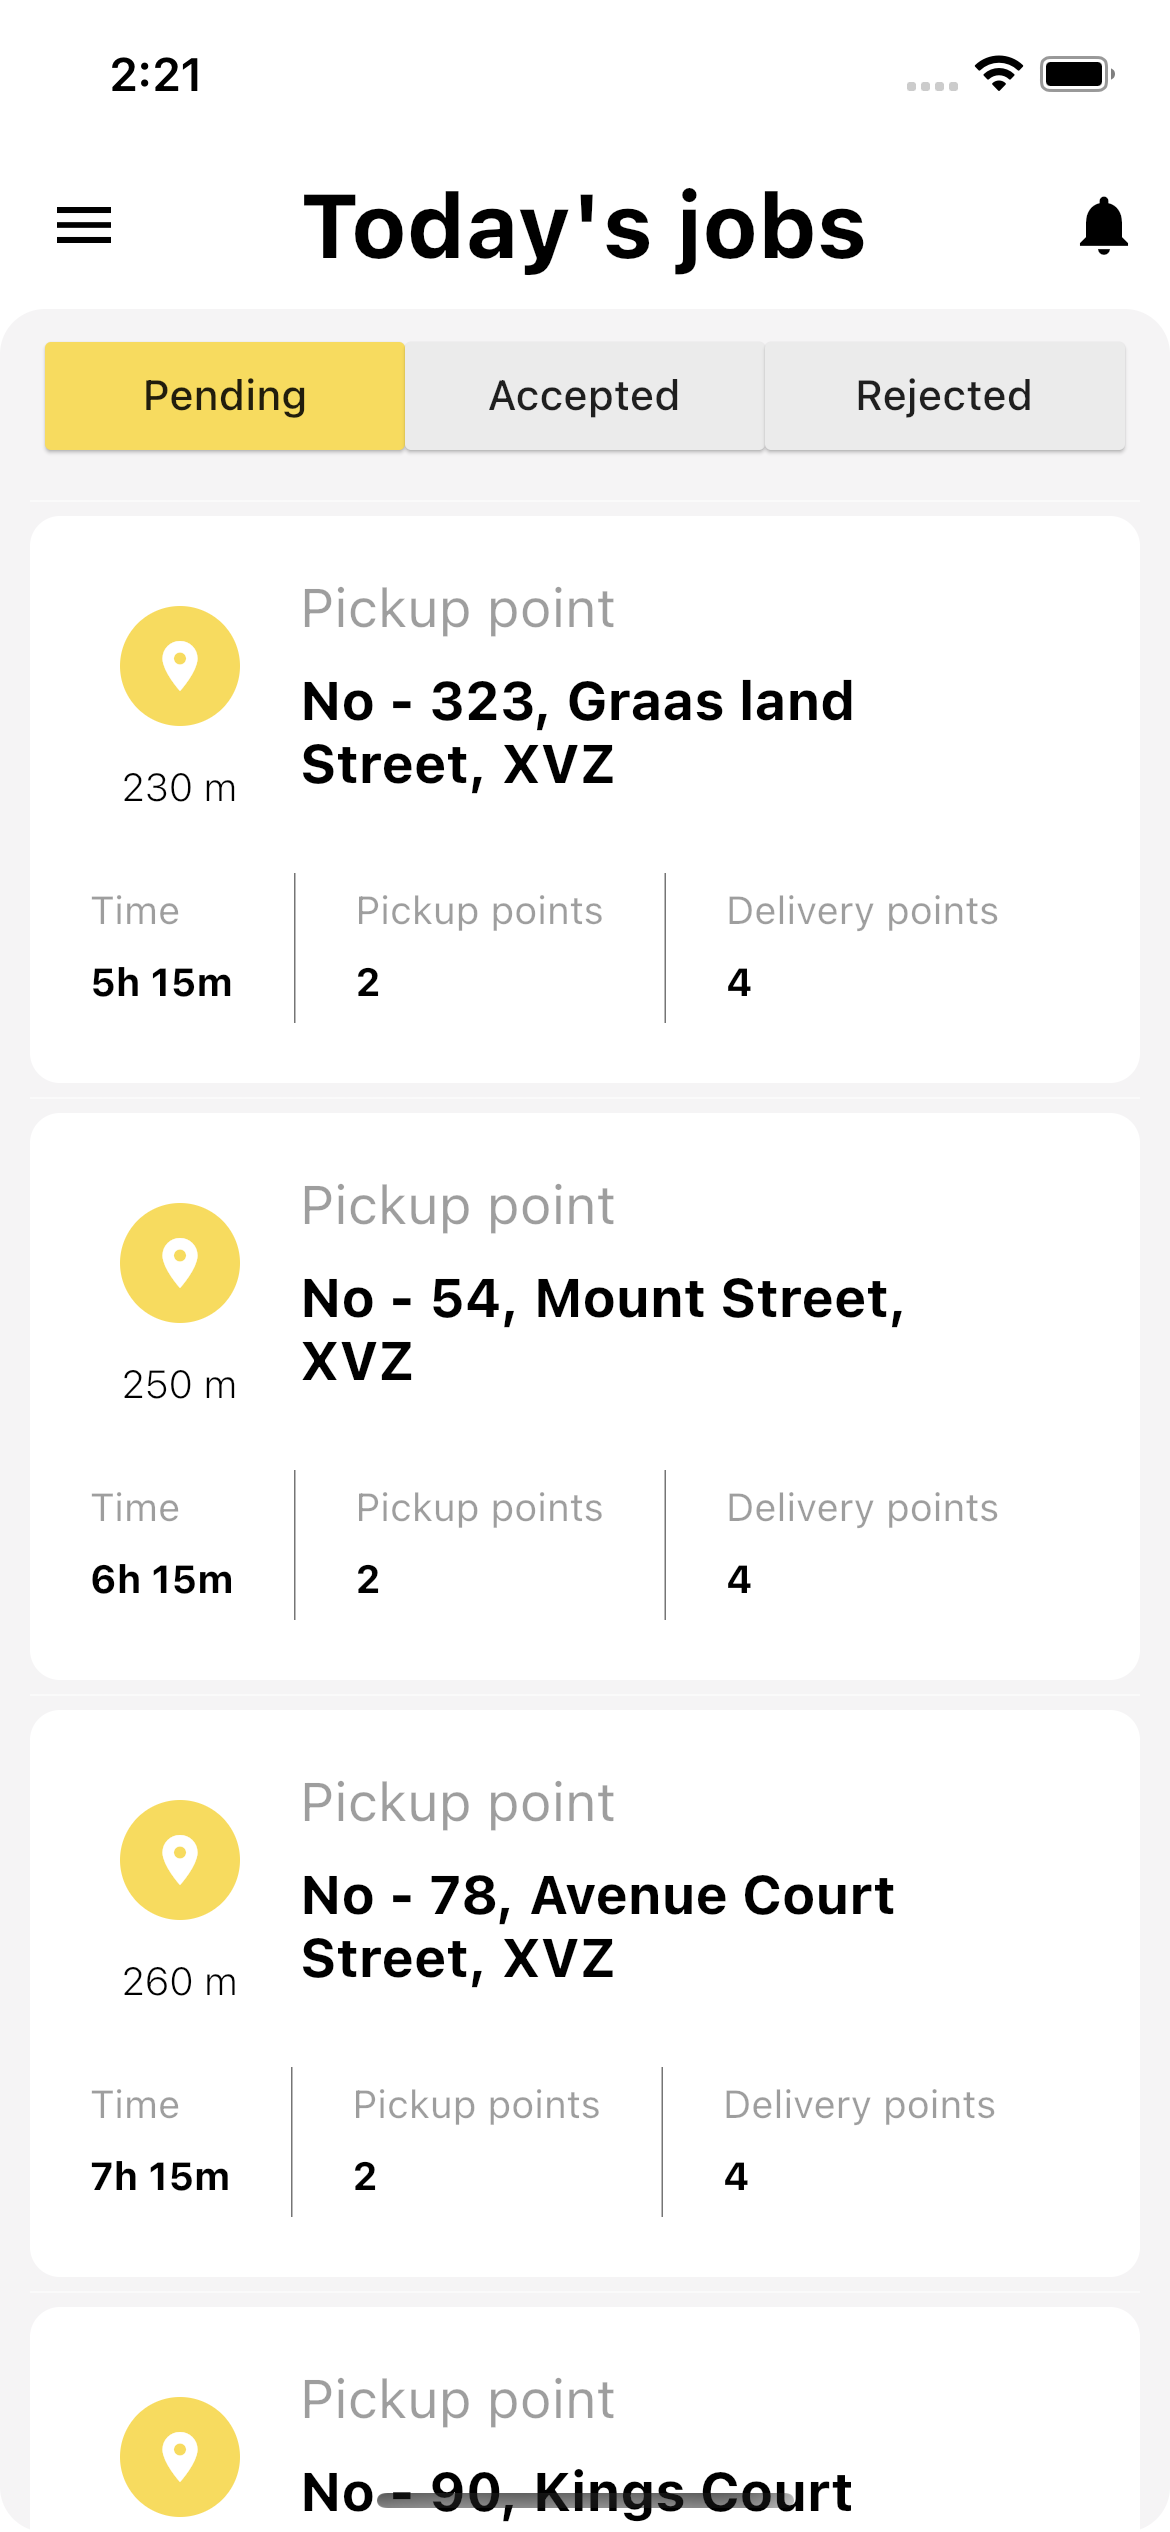 2:21
Today's jobs
Pending Accepted Rejected
Pickup point
No - 323, Graas land
Street, XVZ
230 m
Time Pickup points Delivery points
5h 15m 2 4
Pickup point
No - 54, Mount Street,
XVZ
250 m
Time Pickup points Delivery points
6h 15m 2 4
Pickup point
No - 78, Avenue Court
Street, XVZ
260 m
Time Pickup points Delivery points
7h 15m 2 4
Pickup point
No - 90, Kings Court